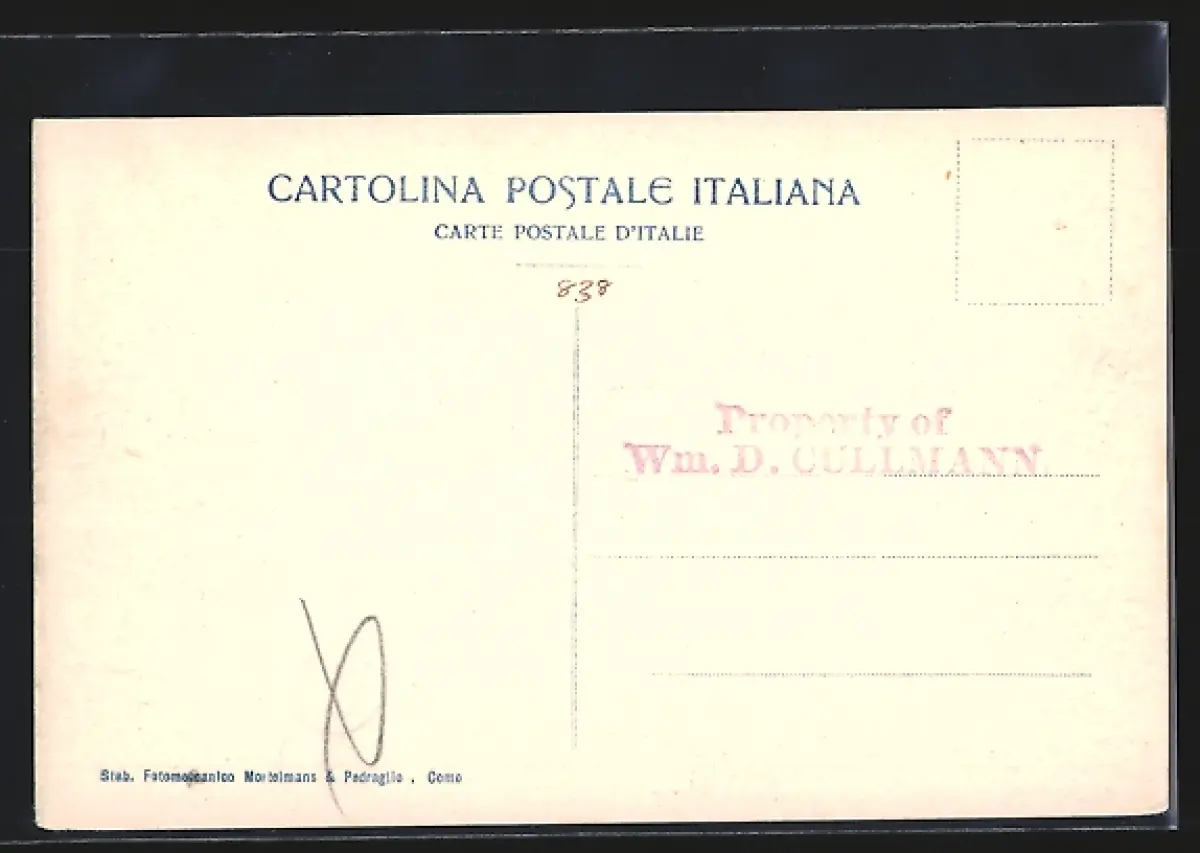 CARTOLINA POSTALE ITALIANA
CARTE POSTALE D'ITALIE
838
Property of
Wm. D. CULLMANN
Stab. Fotomeccanico Mortelmans & Pedraglio . Como